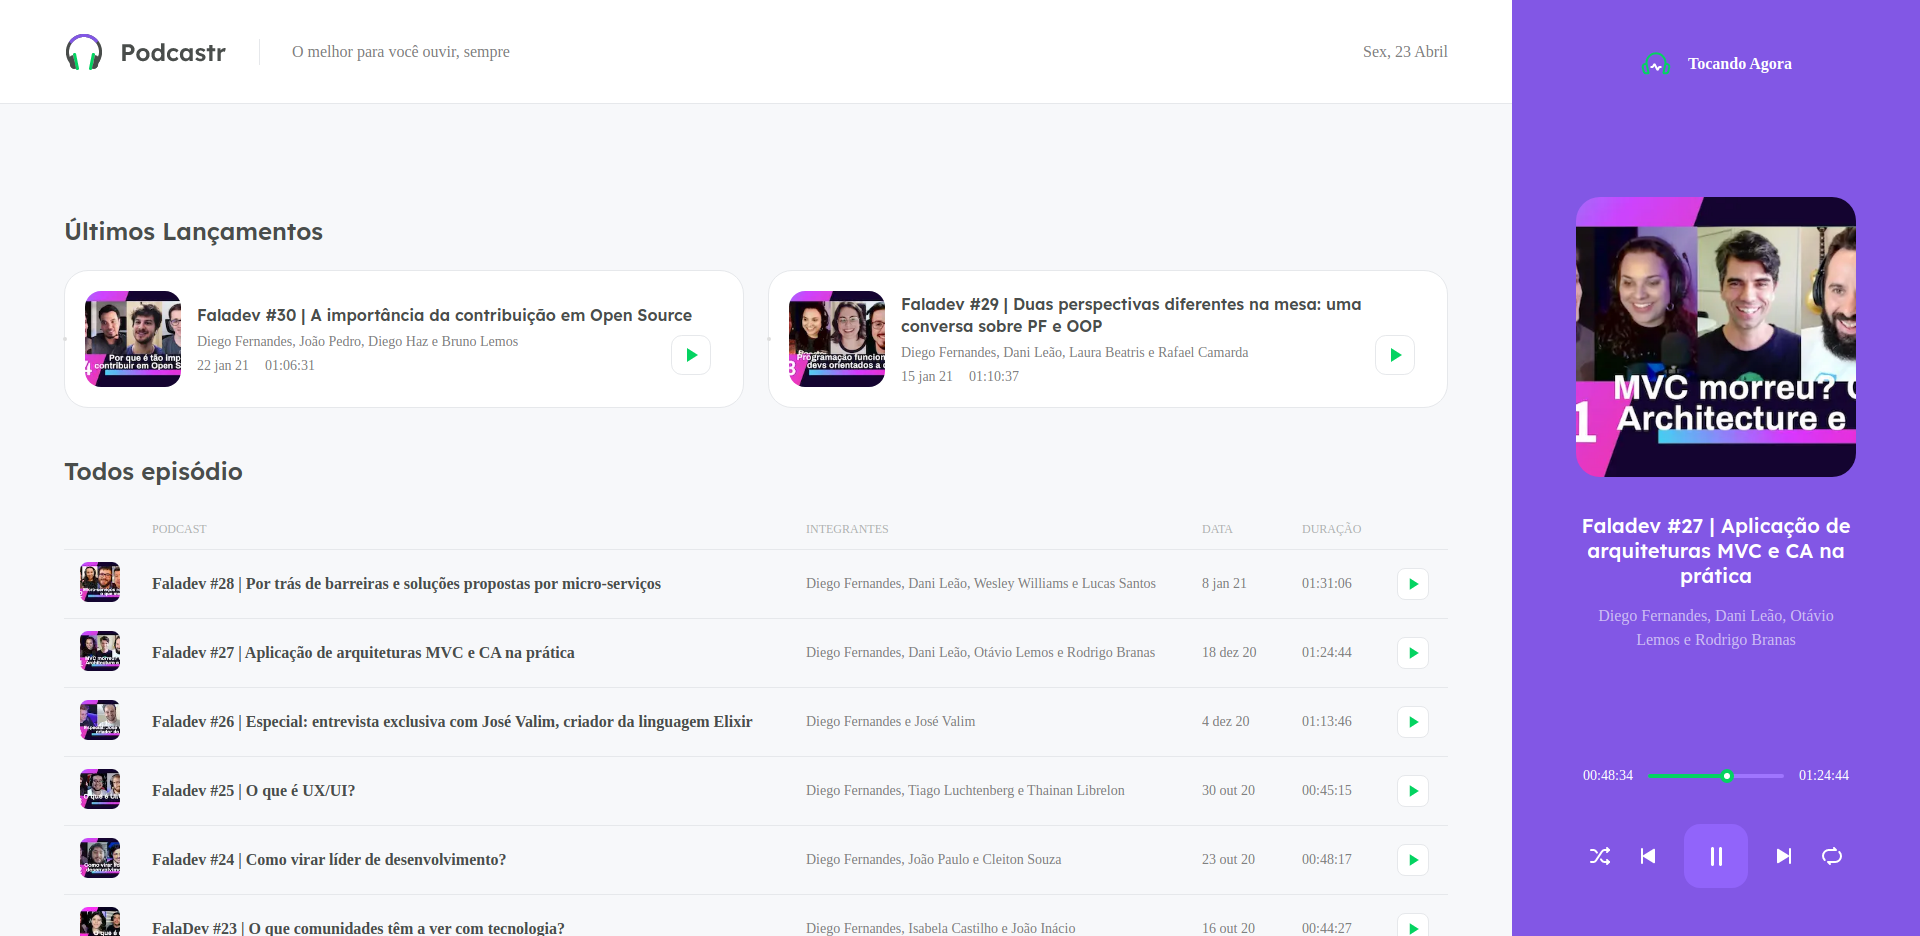 Podcastr
O melhor para você ouvir, sempre
Sex, 23 Abril
Últimos Lançamentos
Faladev #30 | A importância da contribuição em Open Source
Diego Fernandes, João Pedro, Diego Haz e Bruno Lemos
22 jan 21 01:06:31
Por que é tão imp
contribuir em Open S
4
Faladev #29 | Duas perspectivas diferentes na mesa: uma
conversa sobre PF e OOP
Diego Fernandes, Dani Leão, Laura Beatris e Rafael Camarda
15 jan 21 01:10:37
Programação funcion
devs orientados a
Todos episódio
PODCAST INTEGRANTES DATA DURAÇÃO
Faladev #28 | Por trás de barreiras e soluções propostas por micro-serviços Diego Fernandes, Dani Leão, Wesley Williams e Lucas Santos 8 jan 21 01:31:06
Faladev #27 | Aplicação de arquiteturas MVC e CA na prática Diego Fernandes, Dani Leão, Otávio Lemos e Rodrigo Branas 18 dez 20 01:24:44
Faladev #26 | Especial: entrevista exclusiva com José Valim, criador da linguagem Elixir Diego Fernandes e José Valim 4 dez 20 01:13:46
Faladev #25 | O que é UX/UI? Diego Fernandes, Tiago Luchtenberg e Thainan Librelon 30 out 20 00:45:15
Faladev #24 | Como virar líder de desenvolvimento? Diego Fernandes, João Paulo e Cleiton Souza 23 out 20 00:48:17
FalaDev #23 | O que comunidades têm a ver com tecnologia? Diego Fernandes, Isabela Castilho e João Inácio 16 out 20 00:44:27
Tocando Agora
MVC morreu? C
1 Architecture e
Faladev #27 | Aplicação de
arquiteturas MVC e CA na
prática
Diego Fernandes, Dani Leão, Otávio
Lemos e Rodrigo Branas
00:48:34 01:24:44